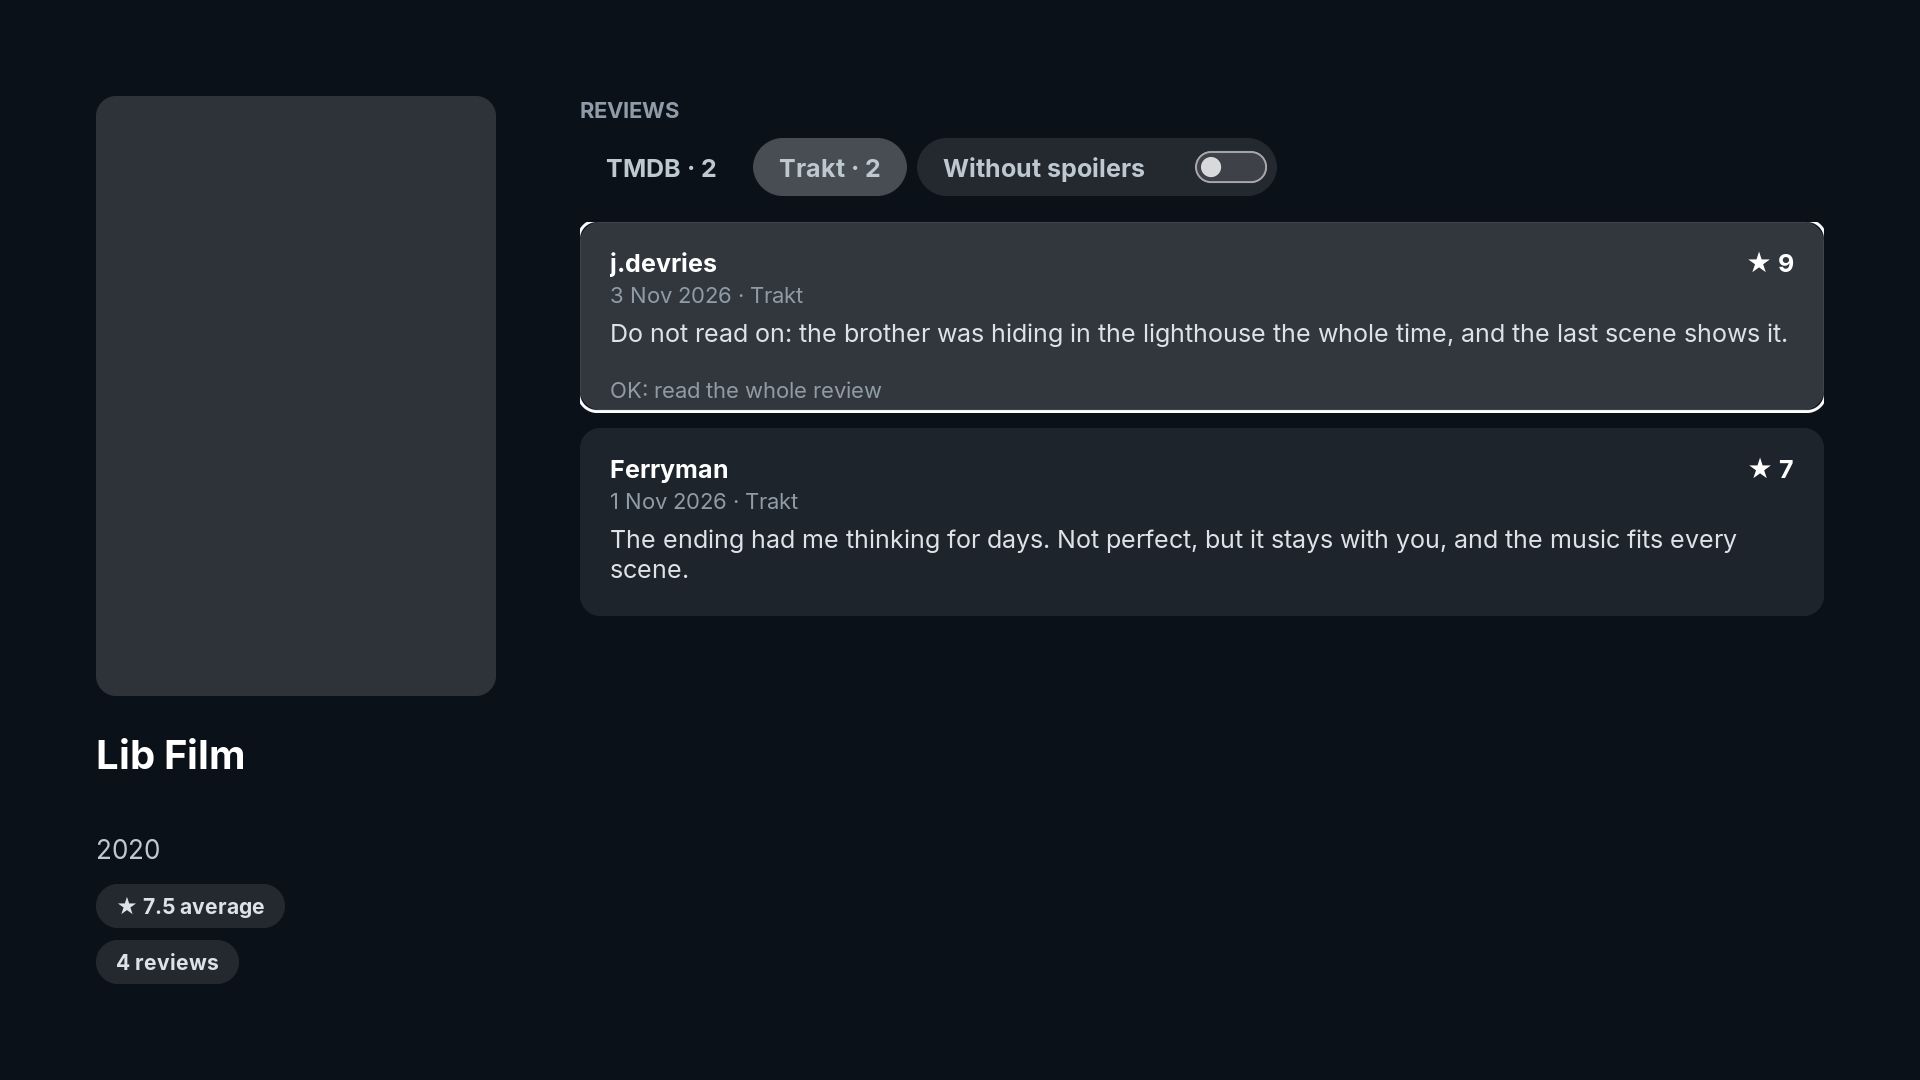 REVIEWS
TMDB · 2
Trakt · 2
Without spoilers
j.devries
★ 9
3 Nov 2026 · Trakt
Do not read on: the brother was hiding in the lighthouse the whole time, and the last scene shows it.
OK: read the whole review
Ferryman
★ 7
1 Nov 2026 · Trakt
The ending had me thinking for days. Not perfect, but it stays with you, and the music fits every
scene.
Lib Film
2020
★ 7.5 average
4 reviews